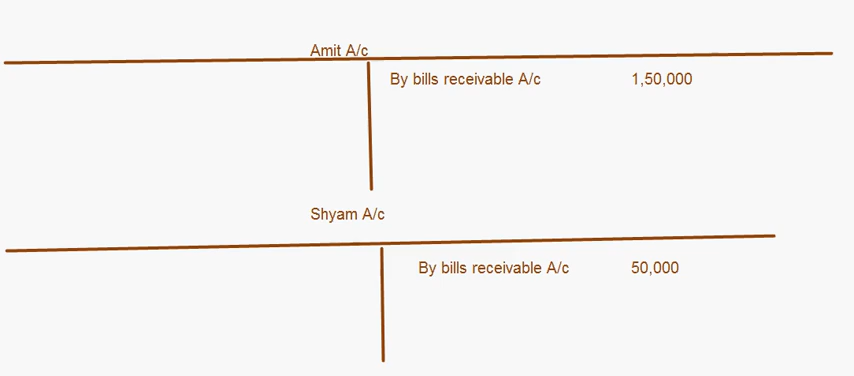 Amit A/c
By bills receivable A/c 1,50,000
Shyam A/c
By bills receivable A/c 50,000